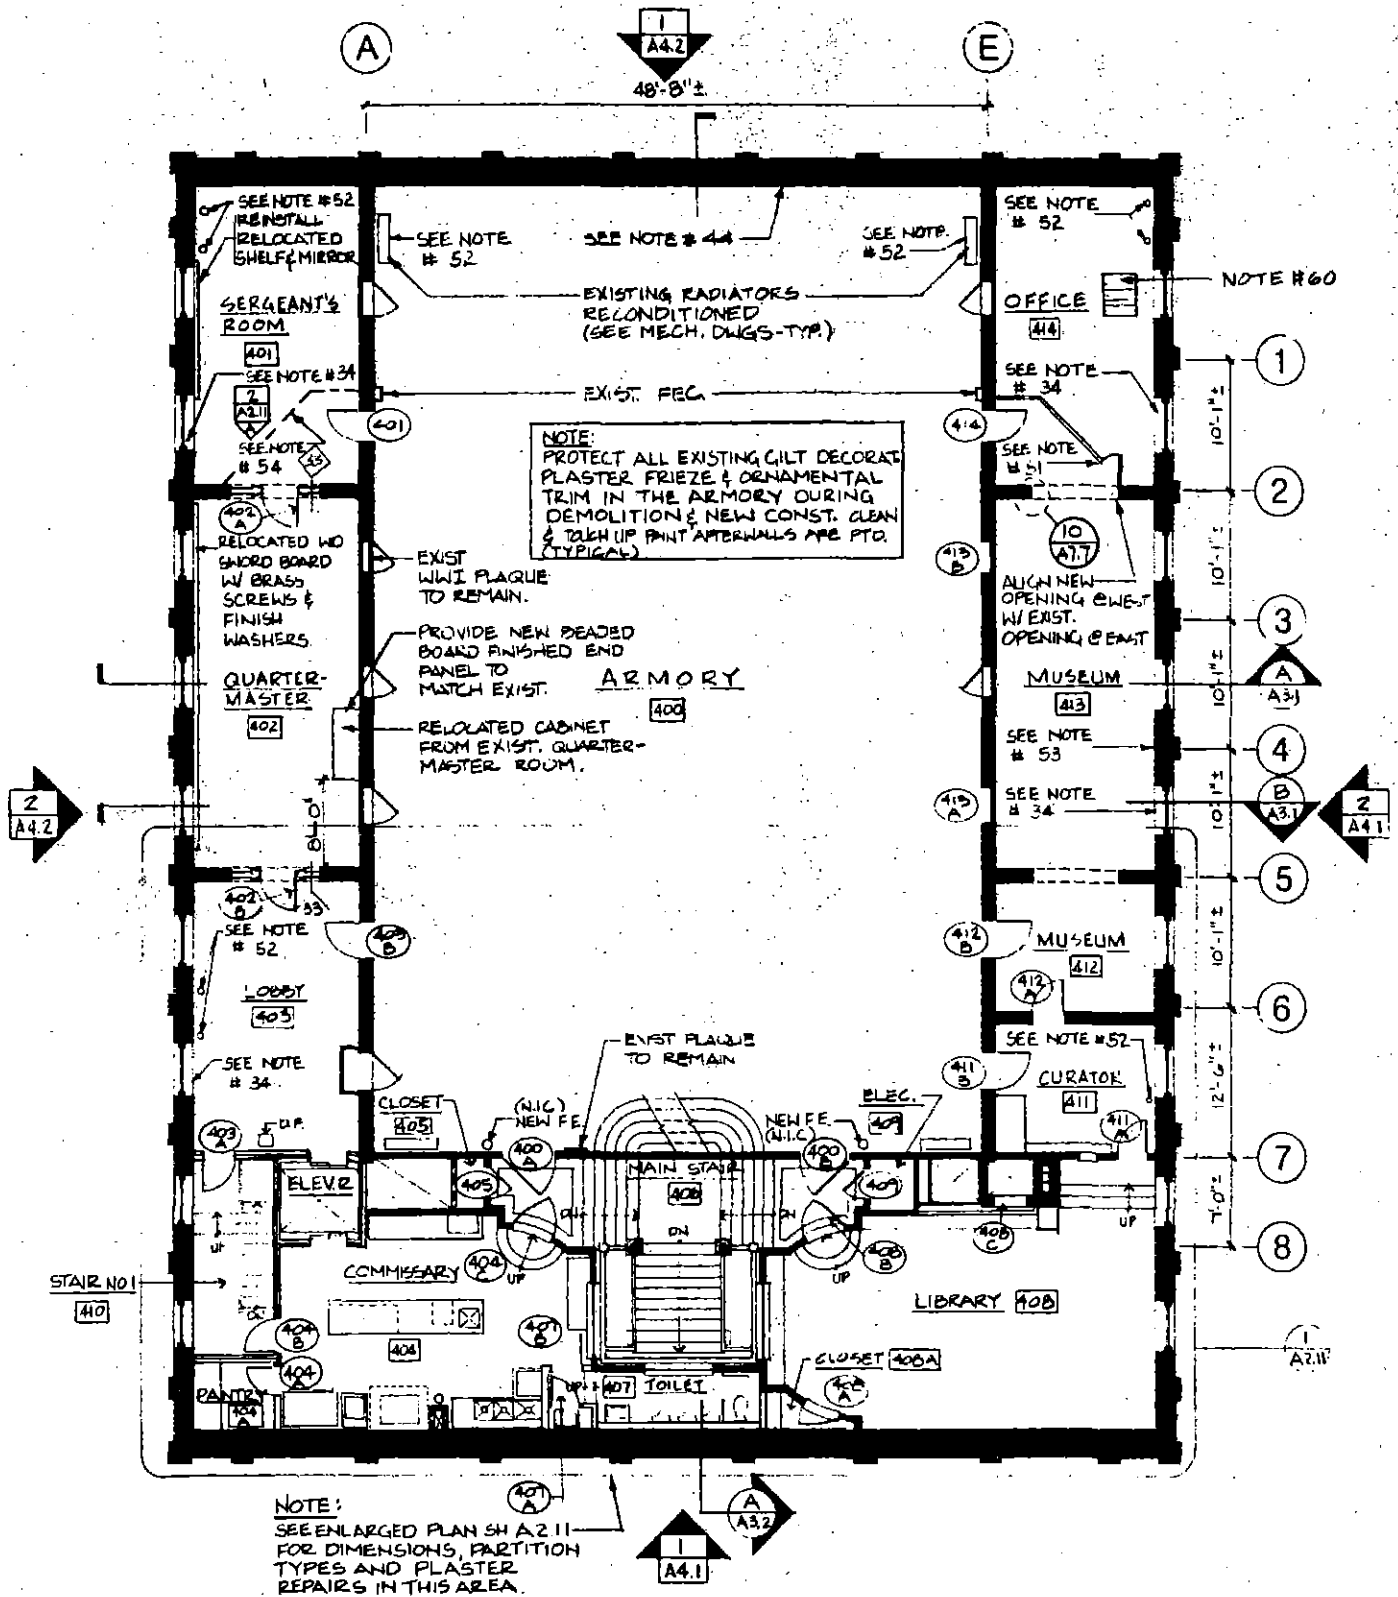 A
E
1
A4.2
48'-8"±
SEE NOTE #52
REINSTALL
RELOCATED
SHELF & MIRROR
SEE NOTE
# 52
SEE NOTE # 44
SEE NOTE
# 52
SEE NOTE
# 52
NOTE #60
EXISTING RADIATORS
RECONDITIONED
(SEE MECH. DWGS-TYP.)
SERGEANT'S
ROOM
401
OFFICE
414
SEE NOTE #34
2
A2.11
A
EXIST. FEC
SEE NOTE
# 34
1
10'-1"±
401
414
SEE NOTE
# 54
SEE NOTE
# 51
NOTE:
PROTECT ALL EXISTING GILT DECORAT
PLASTER FRIEZE & ORNAMENTAL
TRIM IN THE ARMORY DURING
DEMOLITION & NEW CONST. CLEAN
& TOUCH UP PAINT AFTER WALLS ARE PTD.
(TYPICAL)
2
402
A
10
A7.7
10'-1"±
RELOCATED WD
SWORD BOARD
W/ BRASS
SCREWS &
FINISH
WASHERS
EXIST
WWI PLAQUE
TO REMAIN.
413
B
ALIGN NEW
OPENING @ WEST
W/ EXIST.
OPENING @ EAST
3
PROVIDE NEW BEADED
BOARD FINISHED END
PANEL TO
MATCH EXIST.
QUARTER-
MASTER
402
ARMORY
400
MUSEUM
413
10'-1"±
A
A3.1
RELOCATED CABINET
FROM EXIST. QUARTER-
MASTER ROOM.
SEE NOTE
# 53
4
2
A4.2
413
A
SEE NOTE
# 34
10'-1"±
B
A3.1
2
A4.1
5
402
B
33
SEE NOTE
# 52
403
B
412
B
MUSEUM
412
10'-1"±
LOBBY
403
412
A
6
EXIST PLAQUE
TO REMAIN
SEE NOTE #52
SEE NOTE
# 34
411
B
CURATOR
411
12'-6"±
CLOSET
405
(N.I.C)
NEW F.E.
NEW F.E.
(N.I.C)
ELEC.
409
411
A
403
A
UP
400
A
400
B
7
ELEV. 2
405
MAIN STAIR
406
409
7'-0"±
DN
DN
DN
UP
UP
408
C
UP
408
B
8
COMMISSARY
404
C
UP
STAIR NO 1
410
LIBRARY 408
404
B
404
407
B
1
A2.11
404
A
CLOSET 408A
PANTRY
UP
407
TOILET
408
A
407
A
A
A3.2
NOTE:
SEE ENLARGED PLAN SH A2.11
FOR DIMENSIONS, PARTITION
TYPES AND PLASTER
REPAIRS IN THIS AREA.
1
A4.1